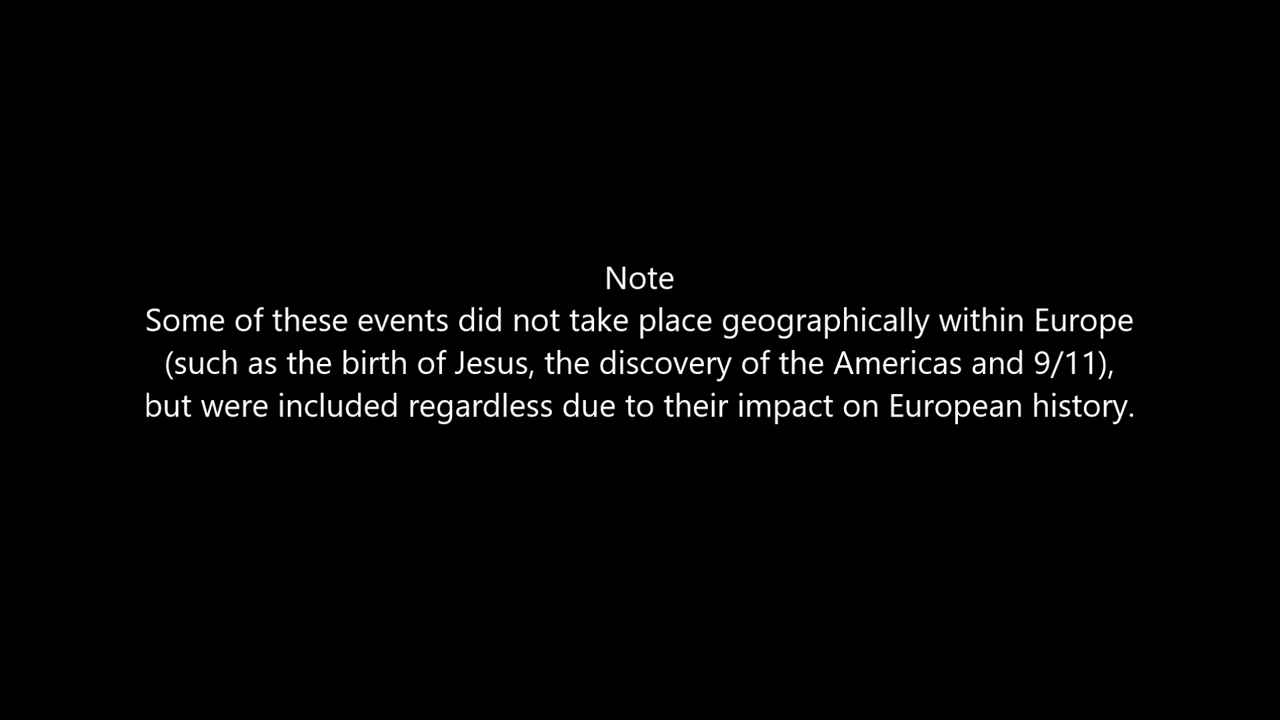 Note
Some of these events did not take place geographically within Europe
(such as the birth of Jesus, the discovery of the Americas and 9/11),
but were included regardless due to their impact on European history.